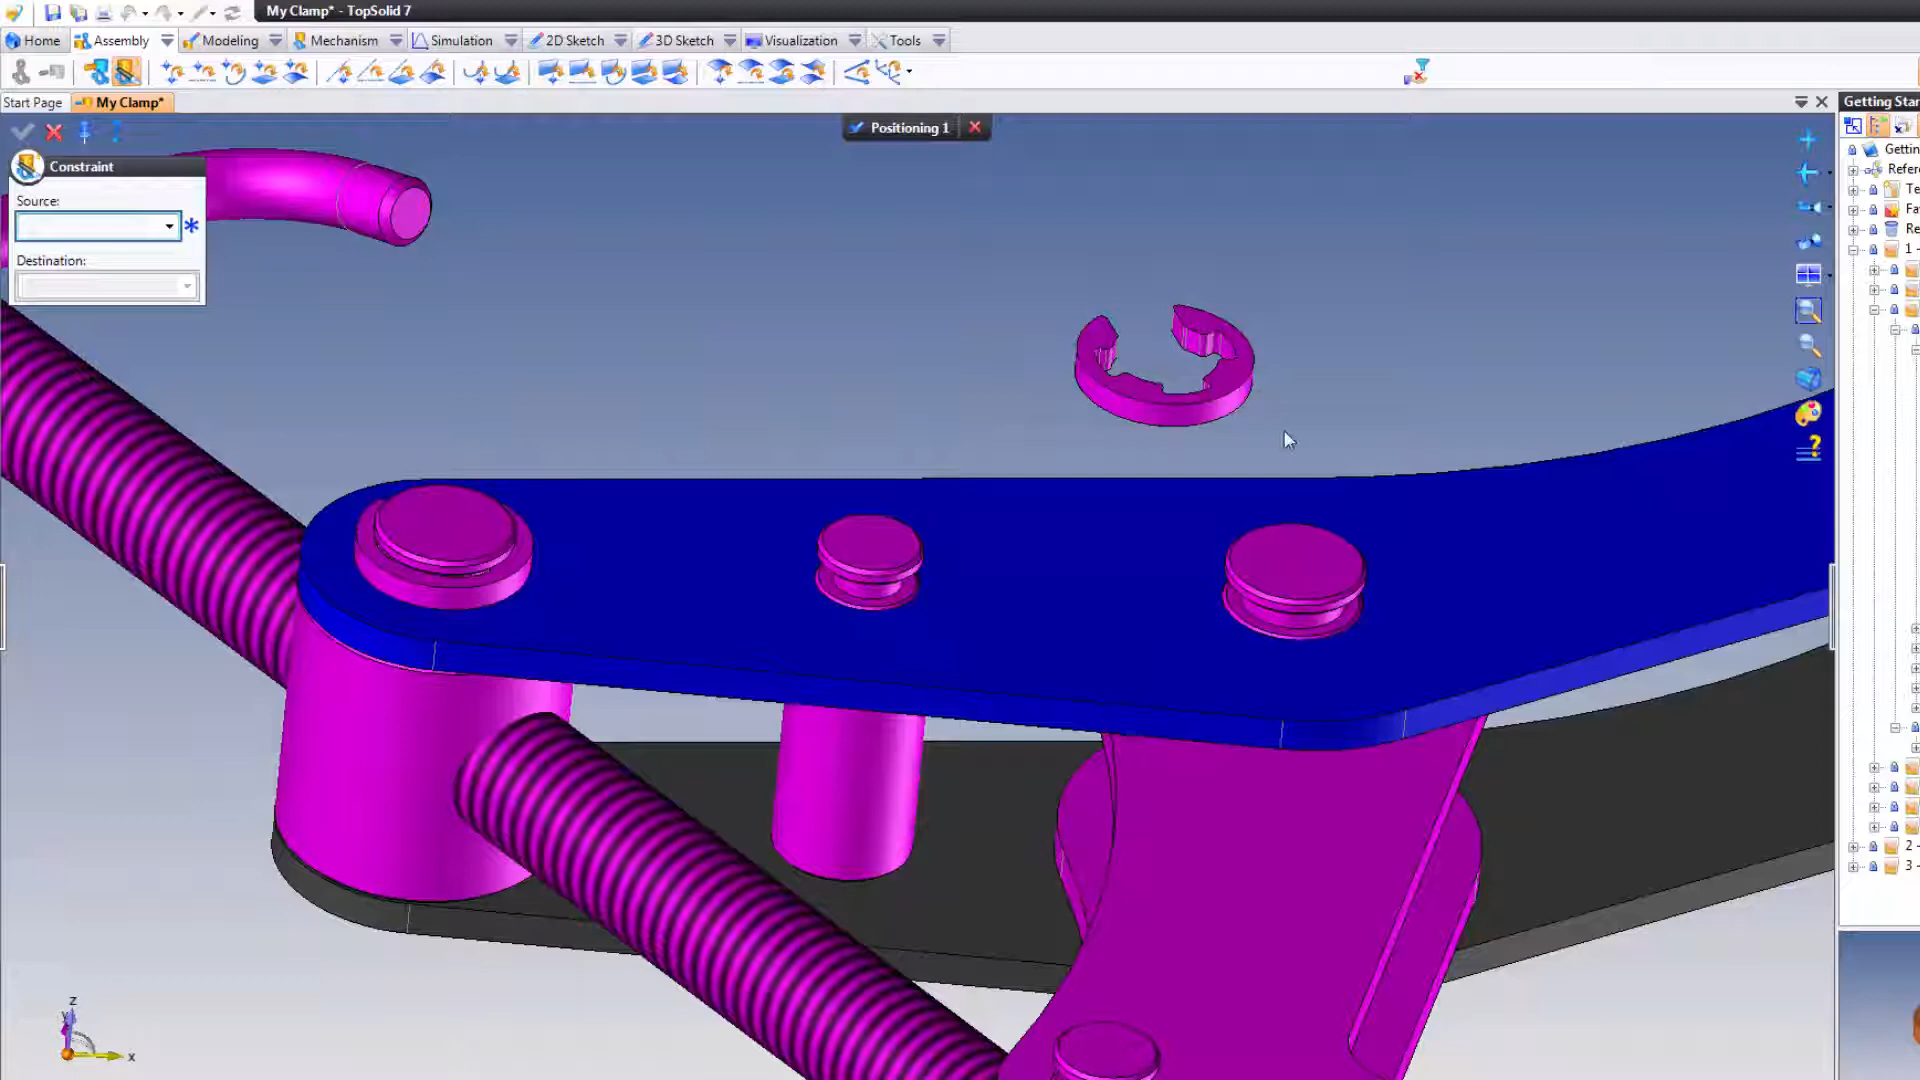 My Clamp* - TopSolid 7
Home Assembly Modeling Mechanism Simulation 2D Sketch 3D Sketch Visualization Tools
Start Page My Clamp*
Getting Star
Positioning 1
Constraint
Source:
Destination:
Gettin
Refere
Te
Fa
Re
1 -
2 -
3 -
z
y
x